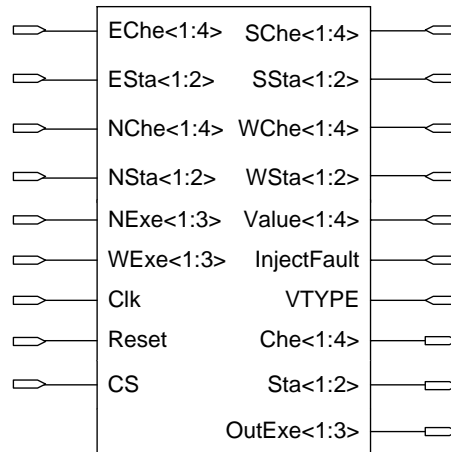 EChe<1:4> SChe<1:4>
ESta<1:2> SSta<1:2>
NChe<1:4> WChe<1:4>
NSta<1:2> WSta<1:2>
NExe<1:3> Value<1:4>
WExe<1:3> InjectFault
Clk VTYPE
Reset Che<1:4>
CS Sta<1:2>
OutExe<1:3>